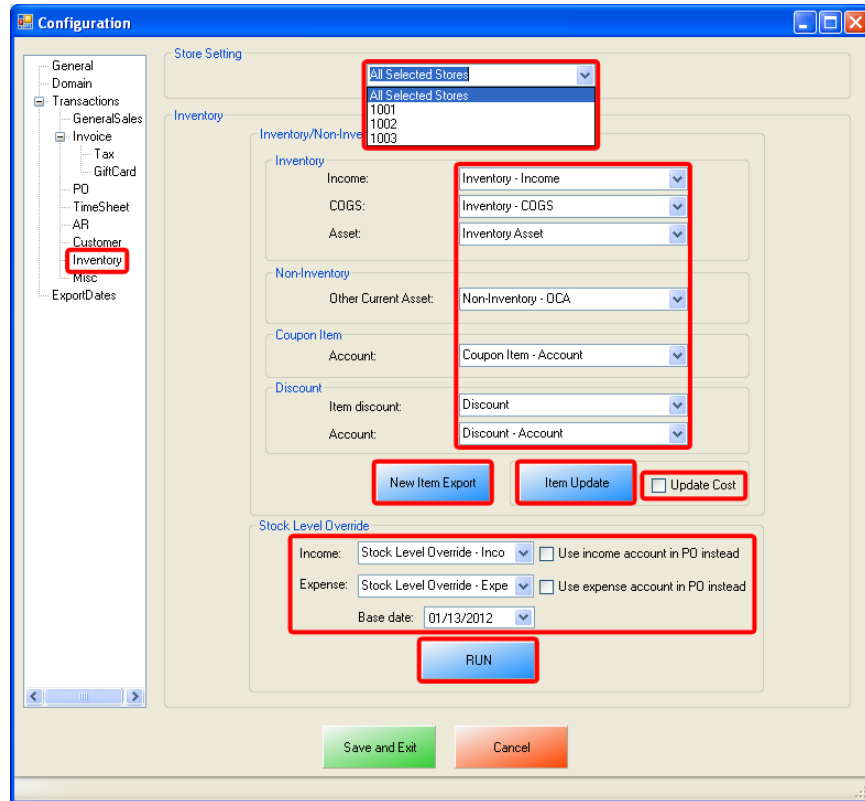 Configuration
General
Domain
Transactions
GeneralSales
Invoice
Tax
GiftCard
PO
TimeSheet
AR
Customer
Inventory
Misc
ExportDates
Store Setting
All Selected Stores
All Selected Stores
1001
1002
1003
Inventory
Inventory/Non-Inve
Inventory
Income: Inventory - Income
COGS: Inventory - COGS
Asset: Inventory Asset
Non-Inventory
Other Current Asset: Non-Inventory - OCA
Coupon Item
Account: Coupon Item - Account
Discount
Item discount: Discount
Account: Discount - Account
New Item Export Item Update Update Cost
Stock Level Override
Income: Stock Level Override - Inco Use income account in PO instead
Expense: Stock Level Override - Expe Use expense account in PO instead
Base date: 01/13/2012
RUN
Save and Exit Cancel